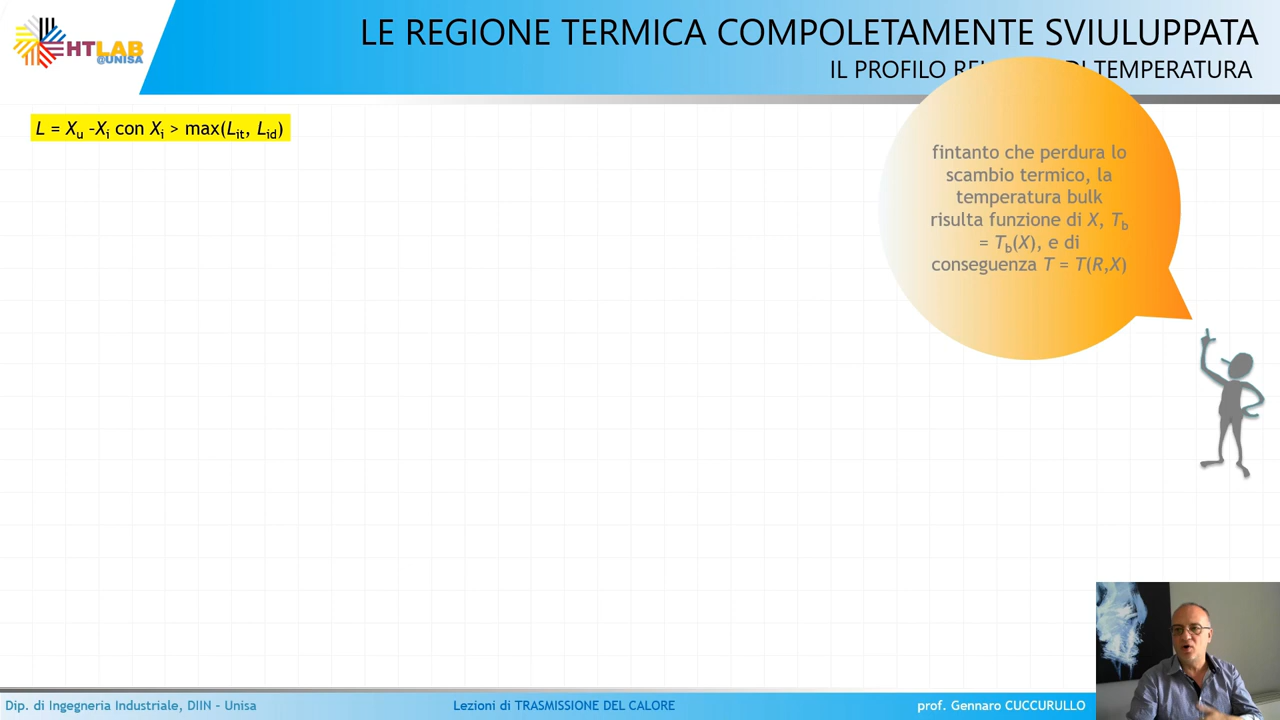 HTLAB
@UNISA
LE REGIONE TERMICA COMPOLETAMENTE SVIULUPPATA
IL PROFILO DI TEMPERATURA
L = Xu -Xi con Xi > max(Lit, Lid)
fintanto che perdura lo
scambio termico, la
temperatura bulk
risulta funzione di X, Tb
= Tb(X), e di
conseguenza T = T(R,X)
Dip. di Ingegneria Industriale, DIIN - Unisa
Lezioni di TRASMISSIONE DEL CALORE
prof. Gennaro CUCCURULLO